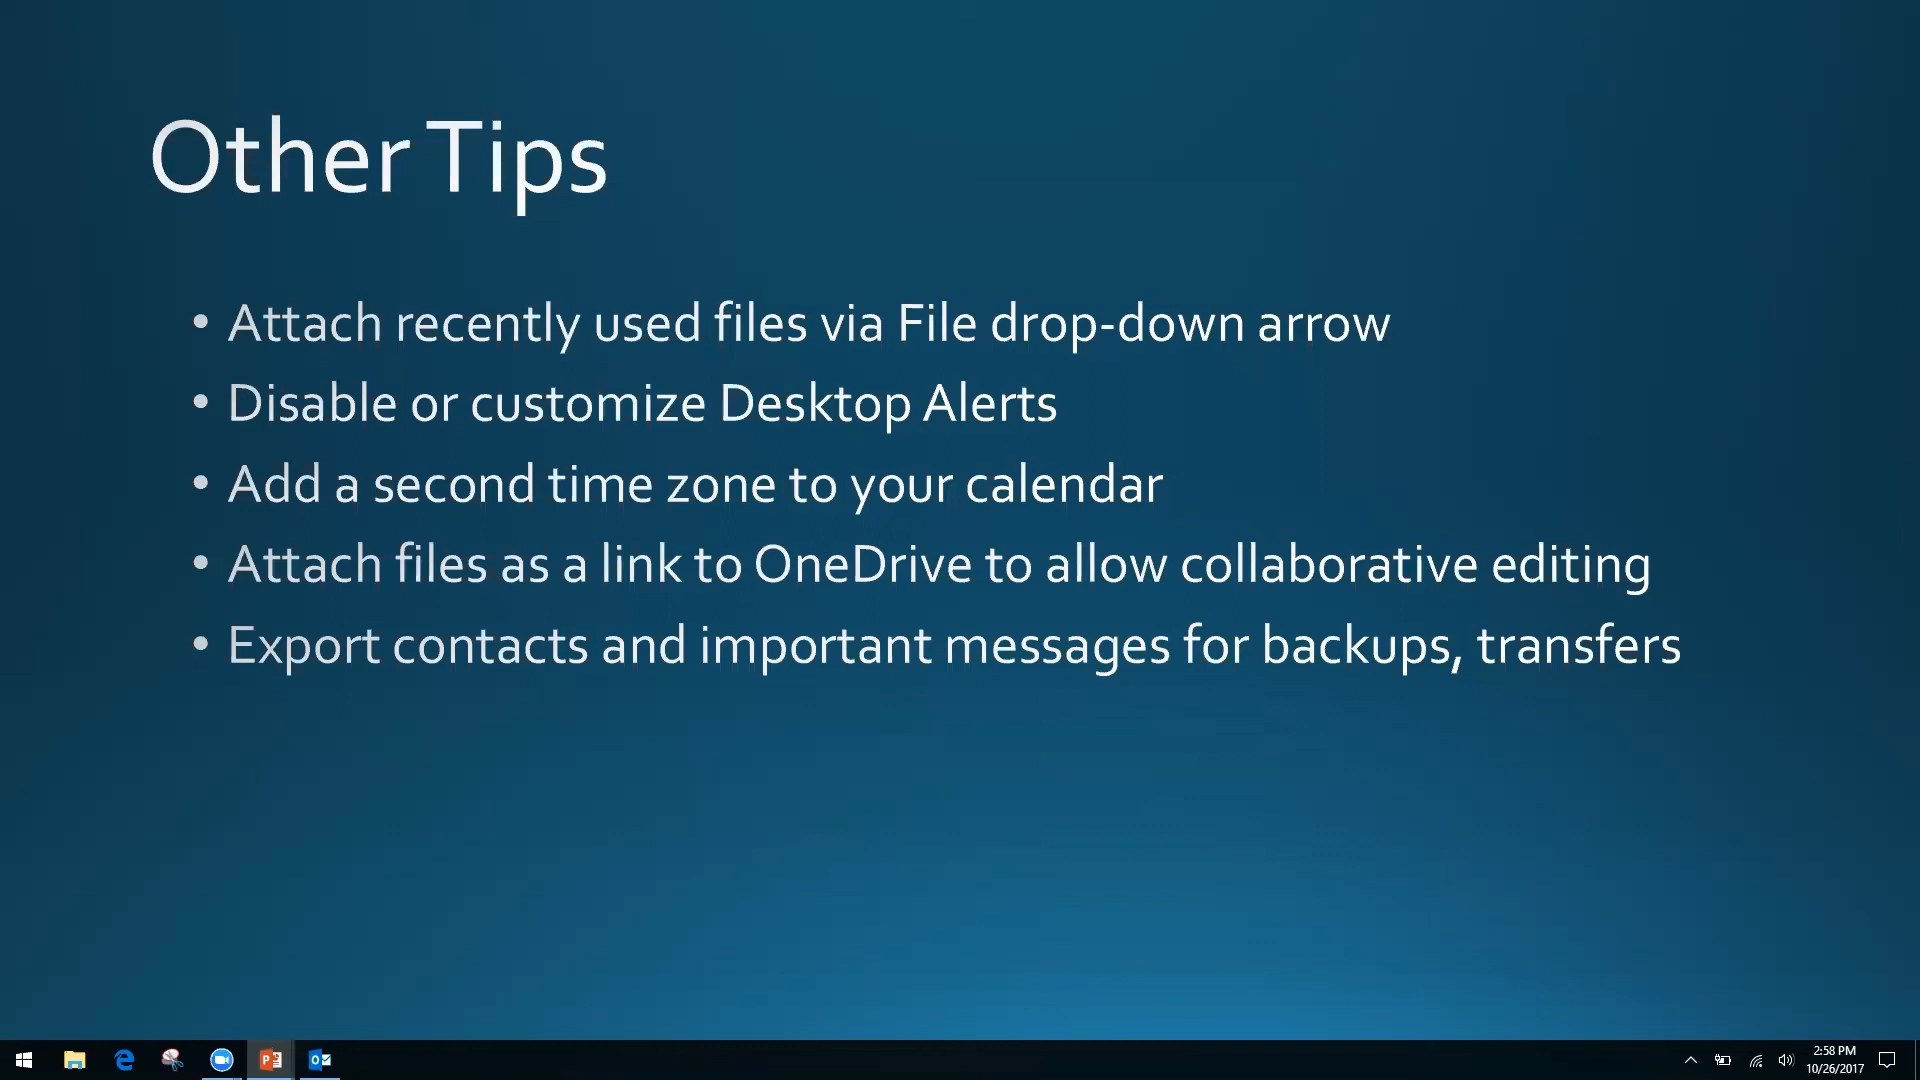 Other Tips
• Attach recently used files via File drop-down arrow
• Disable or customize Desktop Alerts
• Add a second time zone to your calendar
• Attach files as a link to OneDrive to allow collaborative editing
• Export contacts and important messages for backups, transfers
2:58 PM
10/26/2017